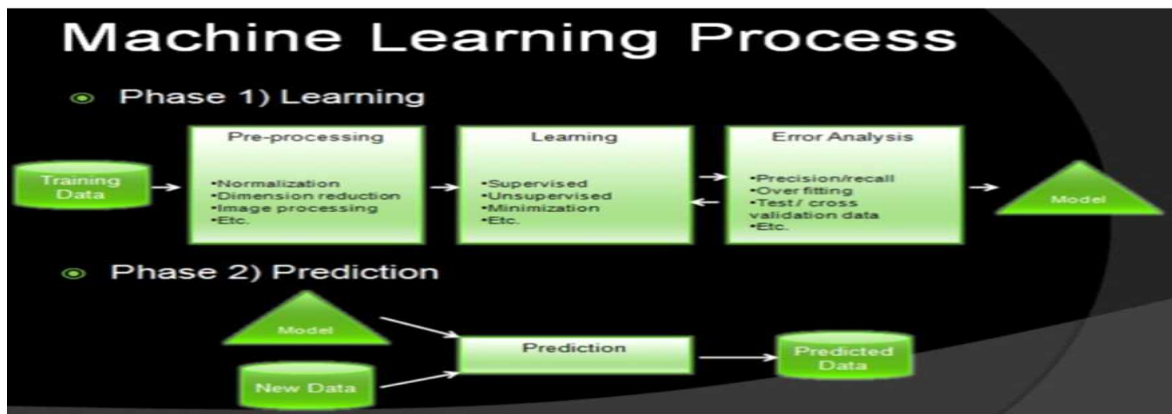 Machine Learning Process
Phase 1) Learning
Training
Data
Pre-processing
•Normalization
•Dimension reduction
•Image processing
•Etc.
Learning
•Supervised
•Unsupervised
•Minimization
•Etc.
Error Analysis
•Precision/recall
•Over fitting
•Test / cross
validation data
•Etc.
Model
Phase 2) Prediction
Model
New Data
Prediction
Predicted
Data